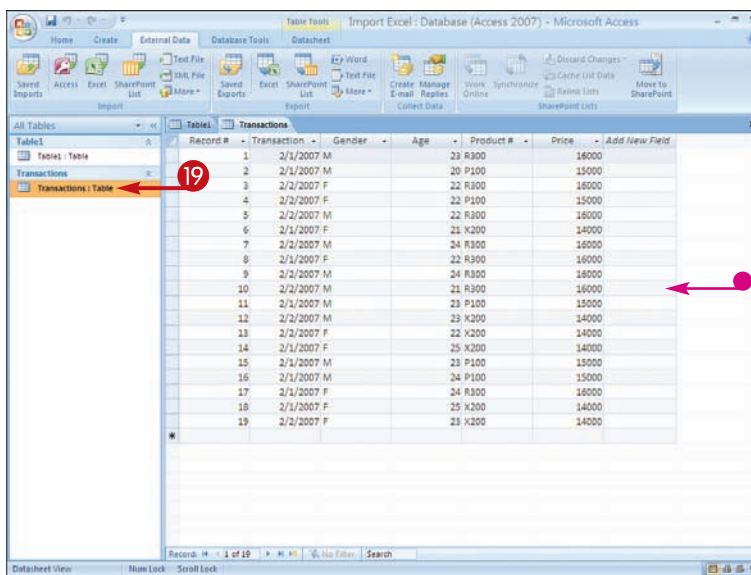 Table Tools Import Excel : Database (Access 2007) - Microsoft Access
Home Create External Data Database Tools Datasheet
Saved Imports
Access
Excel
SharePoint List
Text File
XML File
More
Import
Saved Exports
Excel
SharePoint List
Word
Text File
More
Export
Create E-mail
Manage Replies
Collect Data
Work Online
Synchronize
Discard Changes
Cache List Data
Relink Lists
Move to SharePoint
SharePoint Lists
All Tables
Table1
Table1 : Table
Transactions
Transactions : Table
19
Table1 Transactions
Record # Transaction Gender Age Product # Price Add New Field
1 2/1/2007 M 23 R300 16000
2 2/1/2007 M 20 P100 15000
3 2/2/2007 F 22 R300 16000
4 2/2/2007 F 22 P100 15000
5 2/2/2007 M 22 R300 16000
6 2/1/2007 F 21 X200 14000
7 2/2/2007 M 24 R300 16000
8 2/1/2007 F 22 R300 16000
9 2/2/2007 M 24 R300 16000
10 2/2/2007 M 21 R300 16000
11 2/1/2007 M 23 P100 15000
12 2/2/2007 M 23 X200 14000
13 2/2/2007 F 22 X200 14000
14 2/1/2007 F 25 X200 14000
15 2/2/2007 M 23 P100 15000
16 2/1/2007 M 24 P100 15000
17 2/2/2007 F 24 R300 16000
18 2/1/2007 F 25 X200 14000
19 2/2/2007 F 23 X200 14000
Record: 1 of 19 No Filter Search
Datasheet View Num Lock Scroll Lock